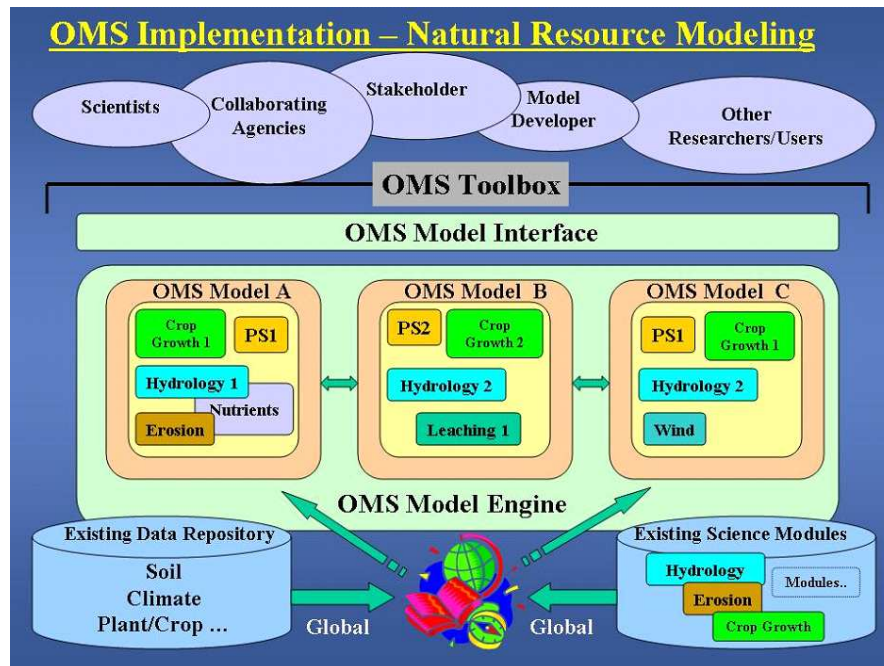 OMS Implementation – Natural Resource Modeling
Scientists
Collaborating
Agencies
Stakeholder
Model
Developer
Other
Researchers/Users
OMS Toolbox
OMS Model Interface
OMS Model A
Crop
Growth 1
PS1
Hydrology 1
Nutrients
Erosion
OMS Model B
PS2
Crop
Growth 2
Hydrology 2
Leaching 1
OMS Model C
PS1
Crop
Growth 1
Hydrology 2
Wind
OMS Model Engine
Existing Data Repository
Soil
Climate
Plant/Crop ...
Global
Global
Existing Science Modules
Hydrology
Modules..
Erosion
Crop Growth